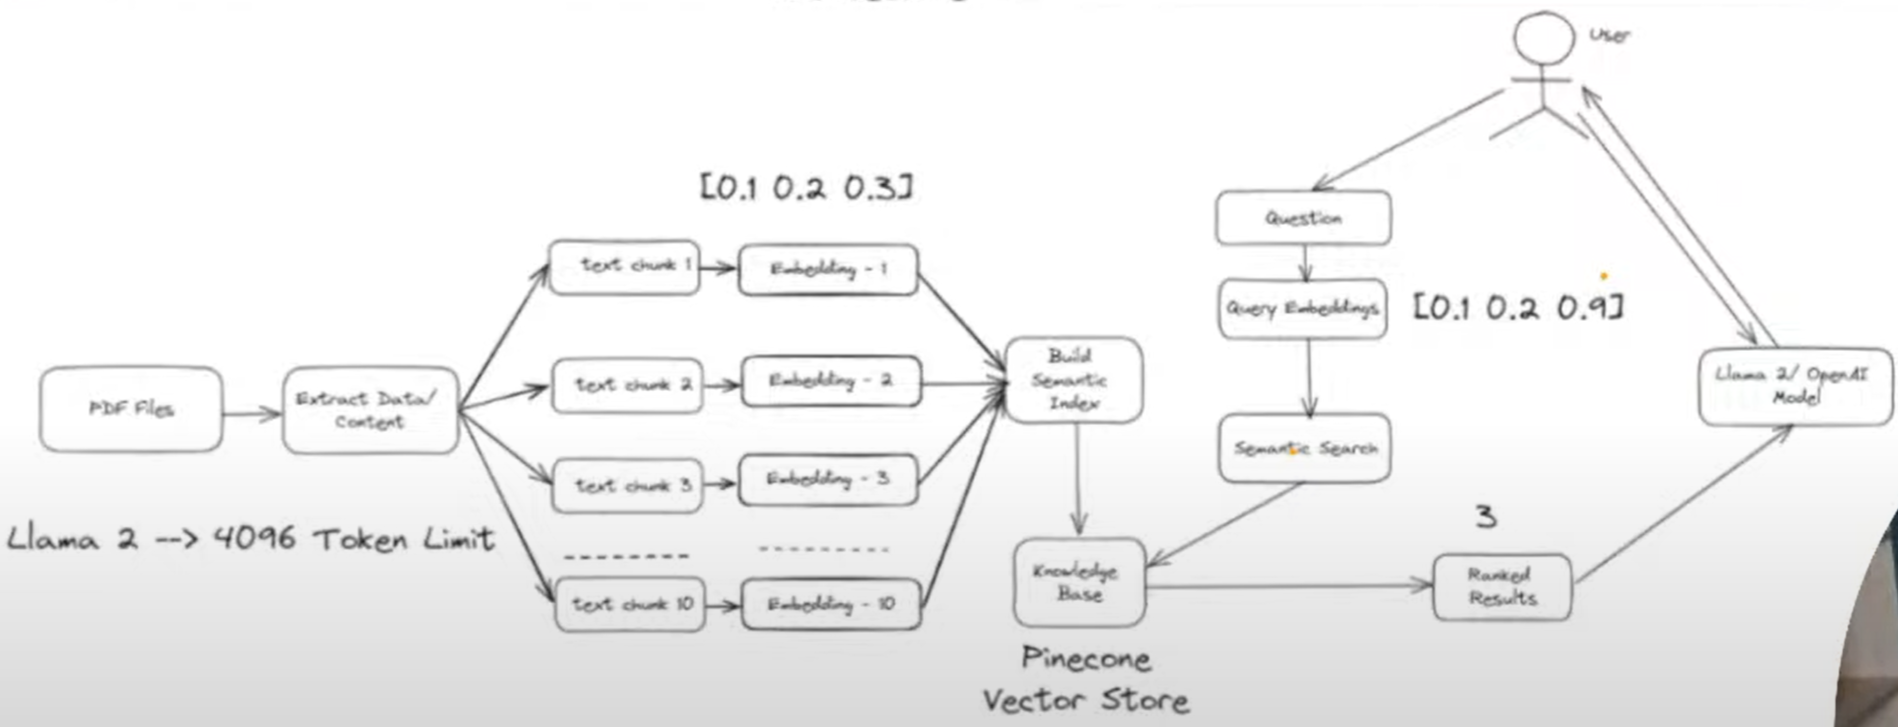 User
[0.1 0.2 0.3]
Question
text chunk 1
Embedding - 1
Query Embeddings
[0.1 0.2 0.9]
Build
Semantic
Index
Llama 2/ OpenAI
Model
PDF Files
Extract Data/
Content
text chunk 2
Embedding - 2
Semantic Search
text chunk 3
Embedding - 3
Llama 2 --> 4096 Token Limit
3
Knowledge
Base
Ranked
Results
text chunk 10
Embedding - 10
Pinecone
Vector Store